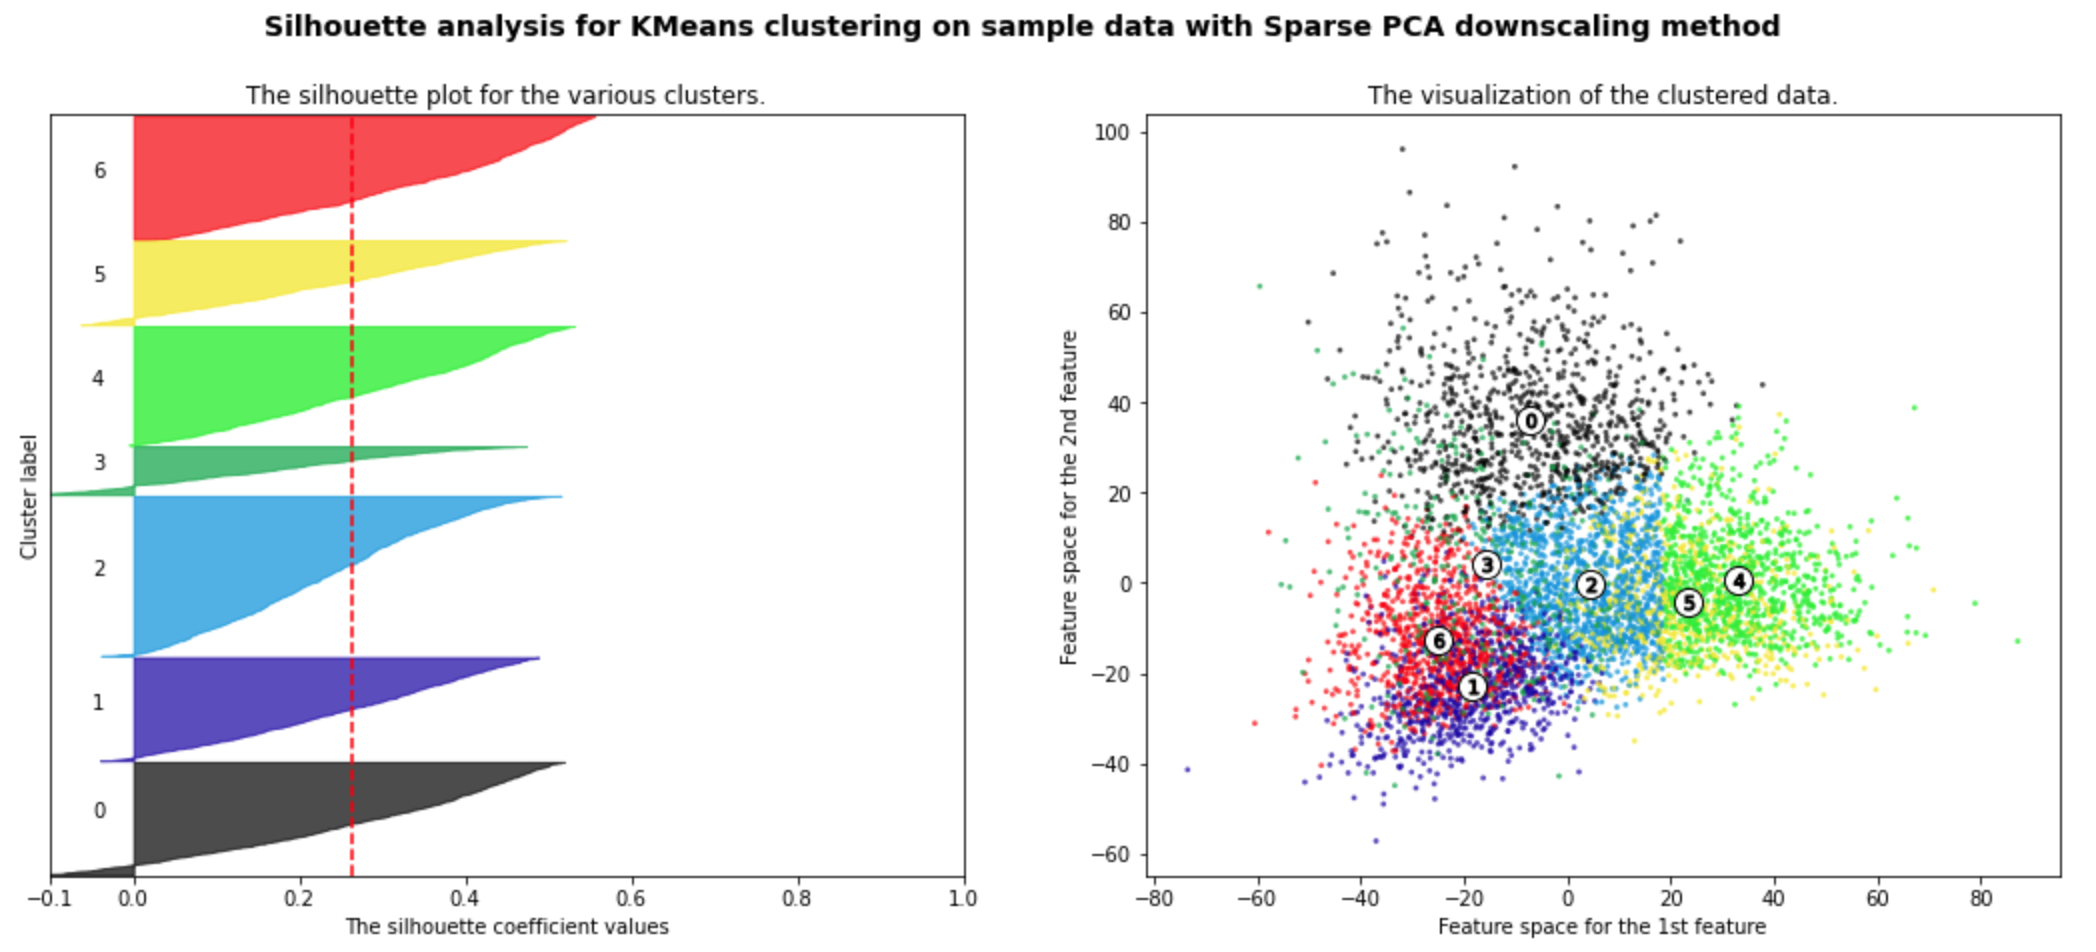 Silhouette analysis for KMeans clustering on sample data with Sparse PCA downscaling method
The silhouette plot for the various clusters.
6
5
4
3
2
1
0
Cluster label
−0.1 0.0 0.2 0.4 0.6 0.8 1.0
The silhouette coefficient values
The visualization of the clustered data.
100
80
60
40
20
0
−20
−40
−60
Feature space for the 2nd feature
0
3
2
4
5
6
1
−80 −60 −40 −20 0 20 40 60 80
Feature space for the 1st feature